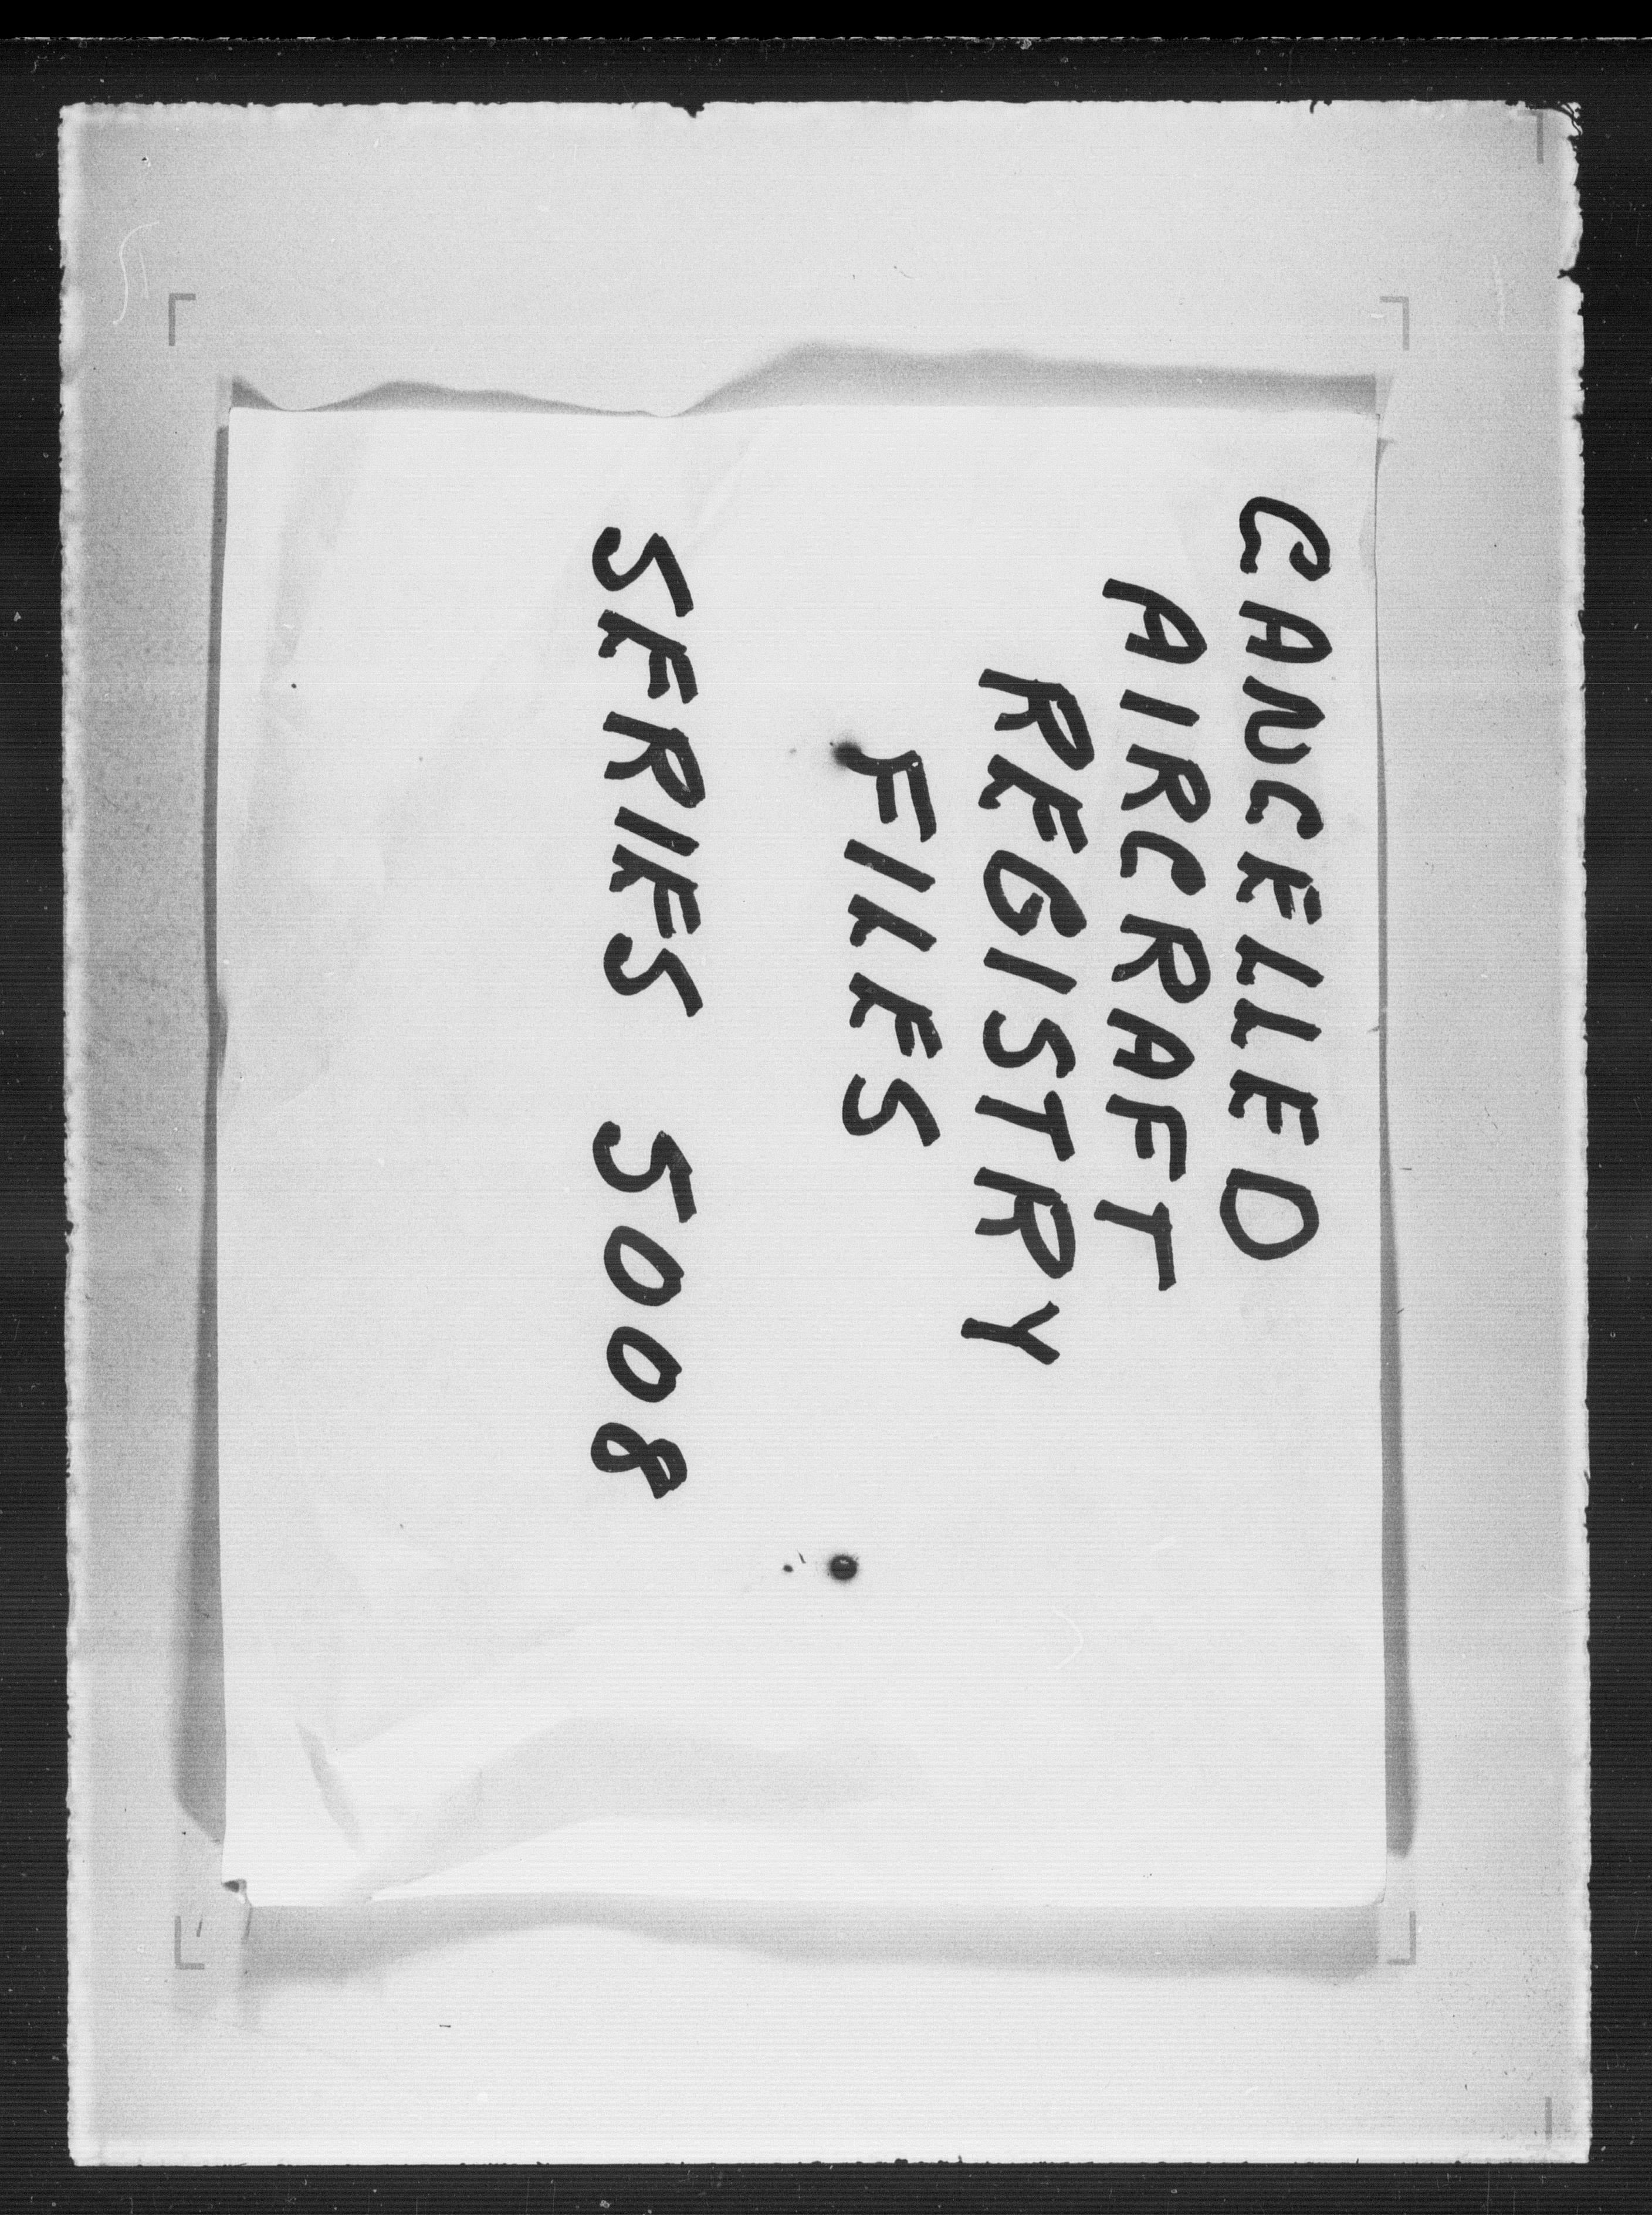 CANCELLED
AIRCRAFT
REGISTRY
FILES
SERIES 5008